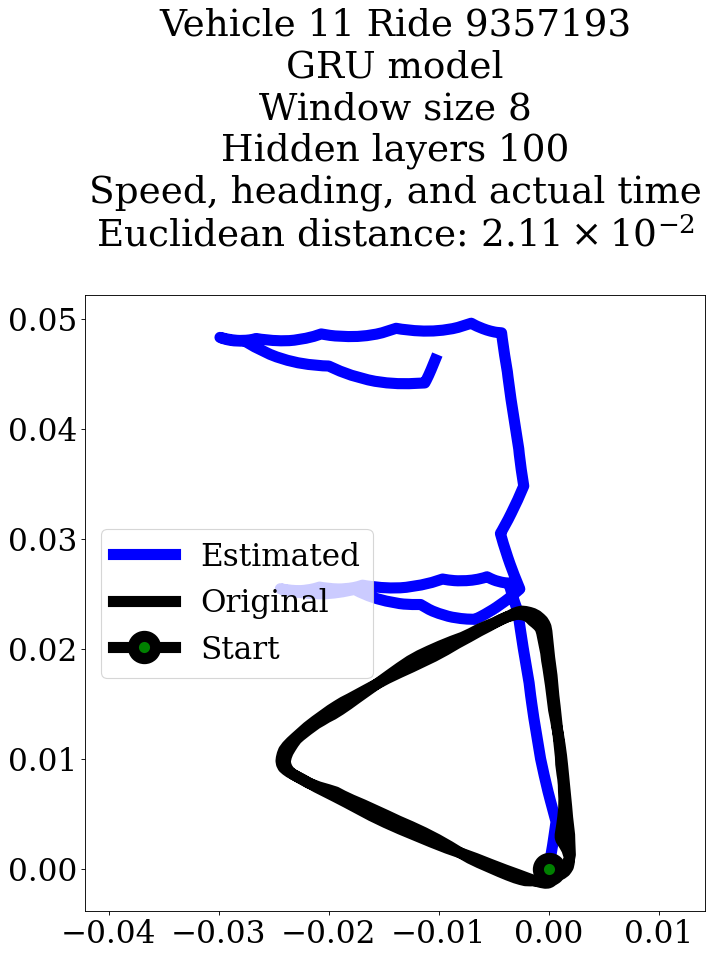 Vehicle 11 Ride 9357193
GRU model
Window size 8
Hidden layers 100
Speed, heading, and actual time
Euclidean distance: 2.11 × 10⁻²
0.05
0.04
0.03
0.02
0.01
0.00
Estimated
Original
Start
−0.04 −0.03 −0.02 −0.01 0.00 0.01